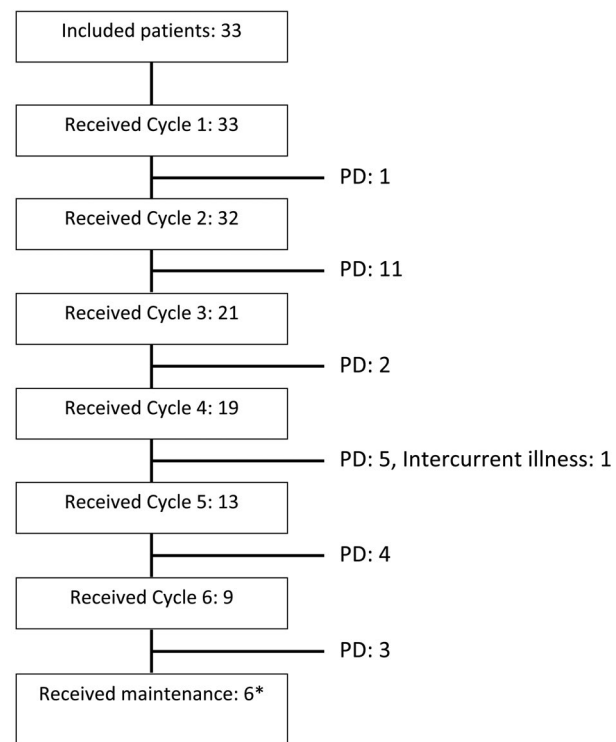 Included patients: 33
Received Cycle 1: 33
PD: 1
Received Cycle 2: 32
PD: 11
Received Cycle 3: 21
PD: 2
Received Cycle 4: 19
PD: 5, Intercurrent illness: 1
Received Cycle 5: 13
PD: 4
Received Cycle 6: 9
PD: 3
Received maintenance: 6*